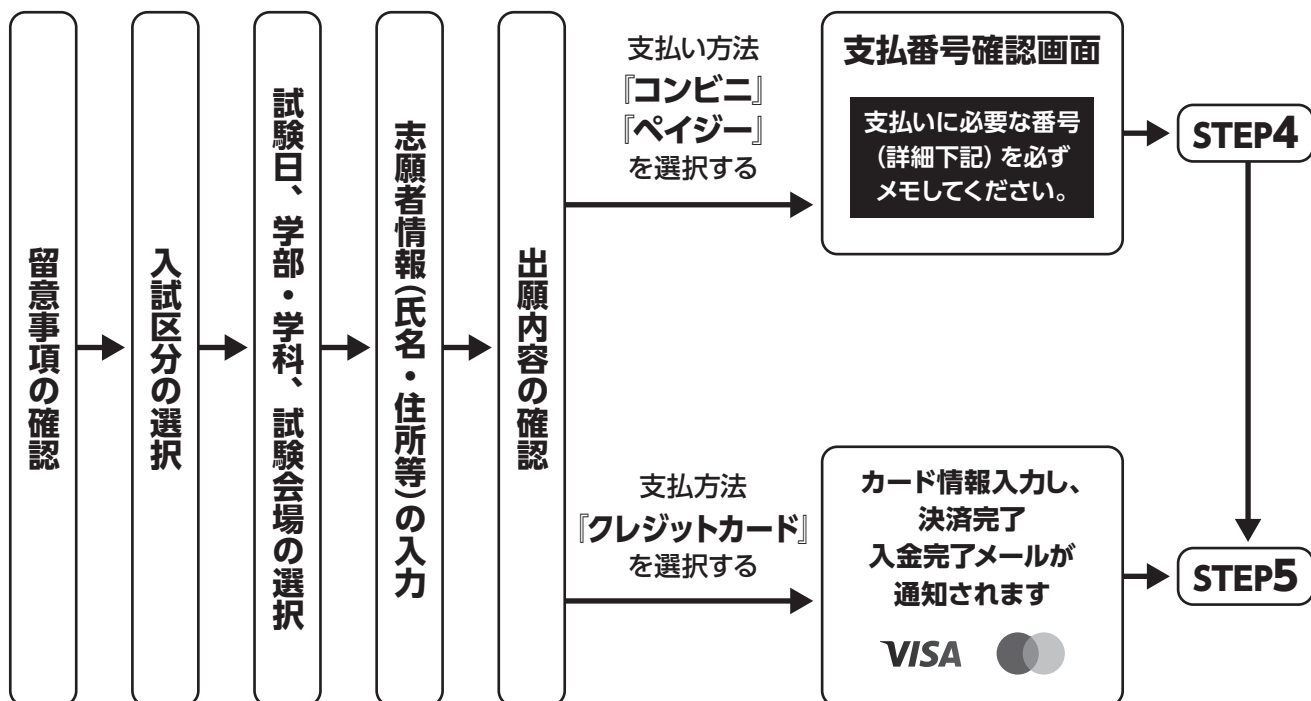 留意事項の確認
入試区分の選択
試験日、学部・学科、試験会場の選択
志願者情報(氏名・住所等)の入力
出願内容の確認
支払い方法
『コンビニ』
『ペイジー』
を選択する
支払番号確認画面
支払いに必要な番号
(詳細下記)を必ず
メモしてください。
STEP4
支払方法
『クレジットカード』
を選択する
カード情報入力し、
決済完了
入金完了メールが
通知されます
VISA
STEP5